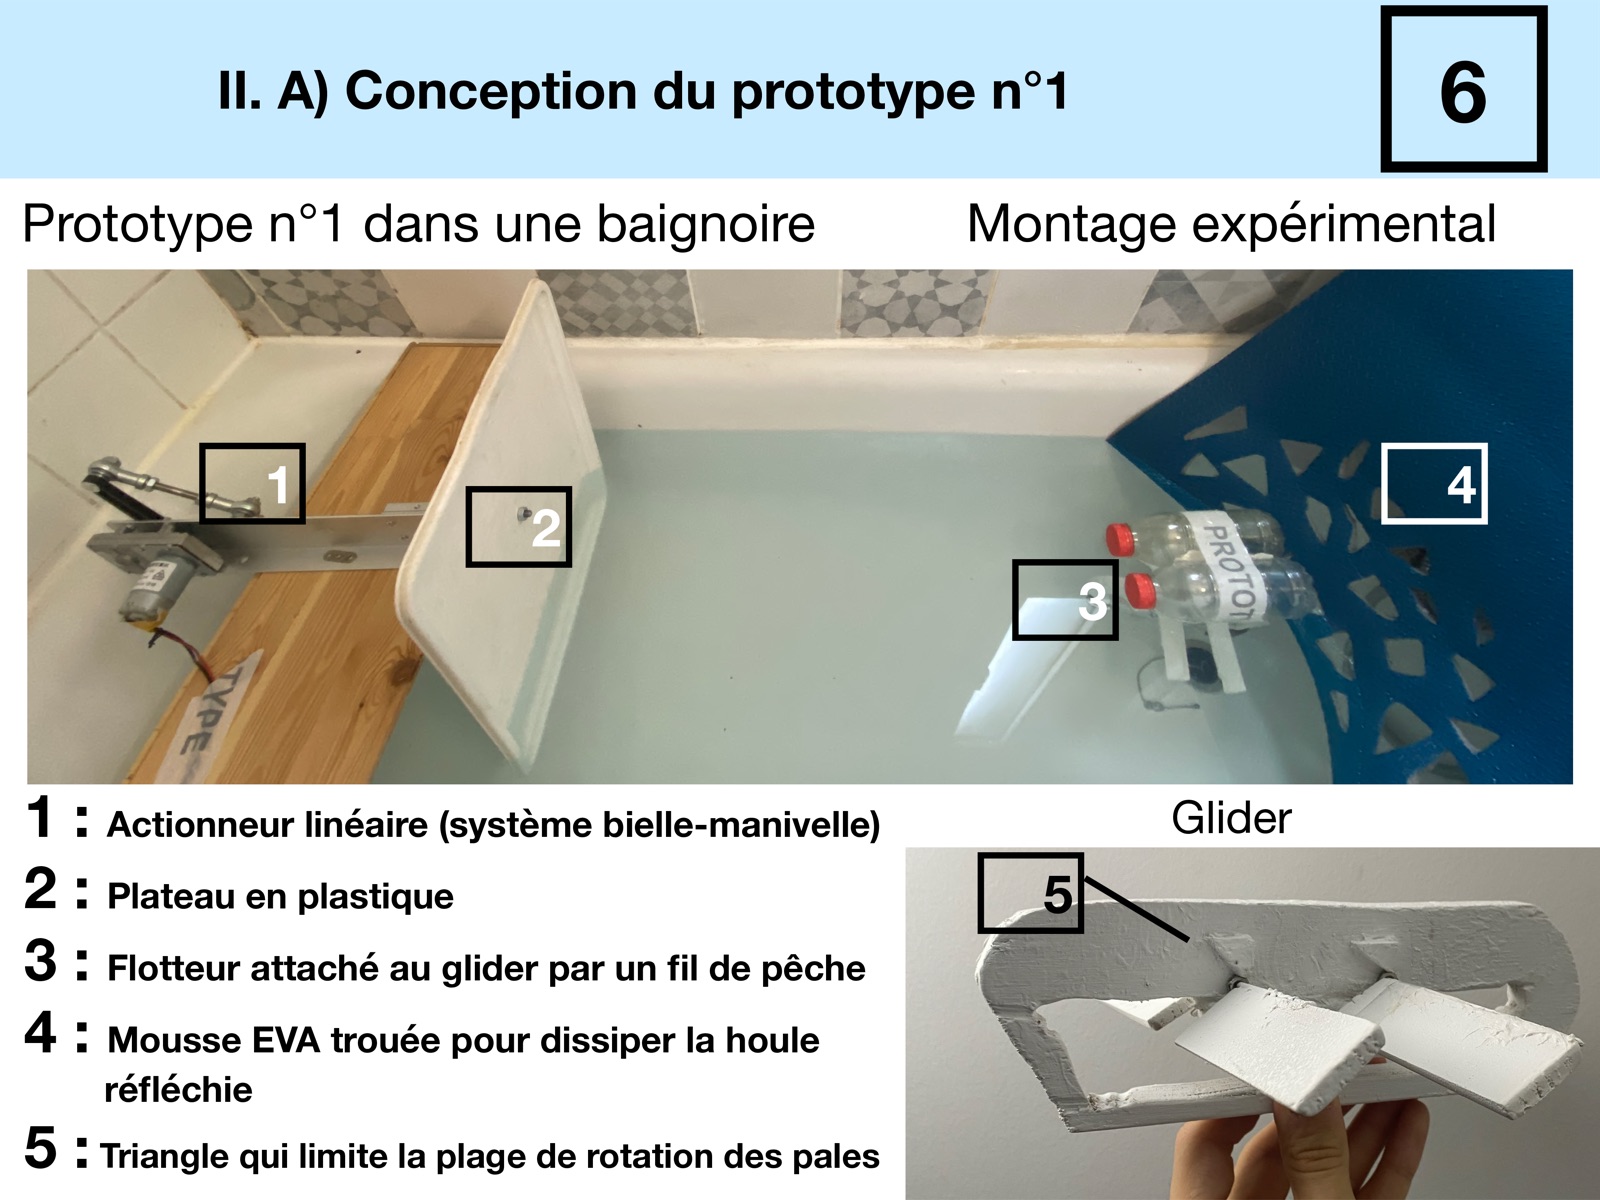 II. A) Conception du prototype n°1
6
Prototype n°1 dans une baignoire
Montage expérimental
1
2
3
4
PROTOT
TYPE
1 : Actionneur linéaire (système bielle-manivelle)
2 : Plateau en plastique
3 : Flotteur attaché au glider par un fil de pêche
4 : Mousse EVA trouée pour dissiper la houle
réfléchie
5 : Triangle qui limite la plage de rotation des pales
Glider
5